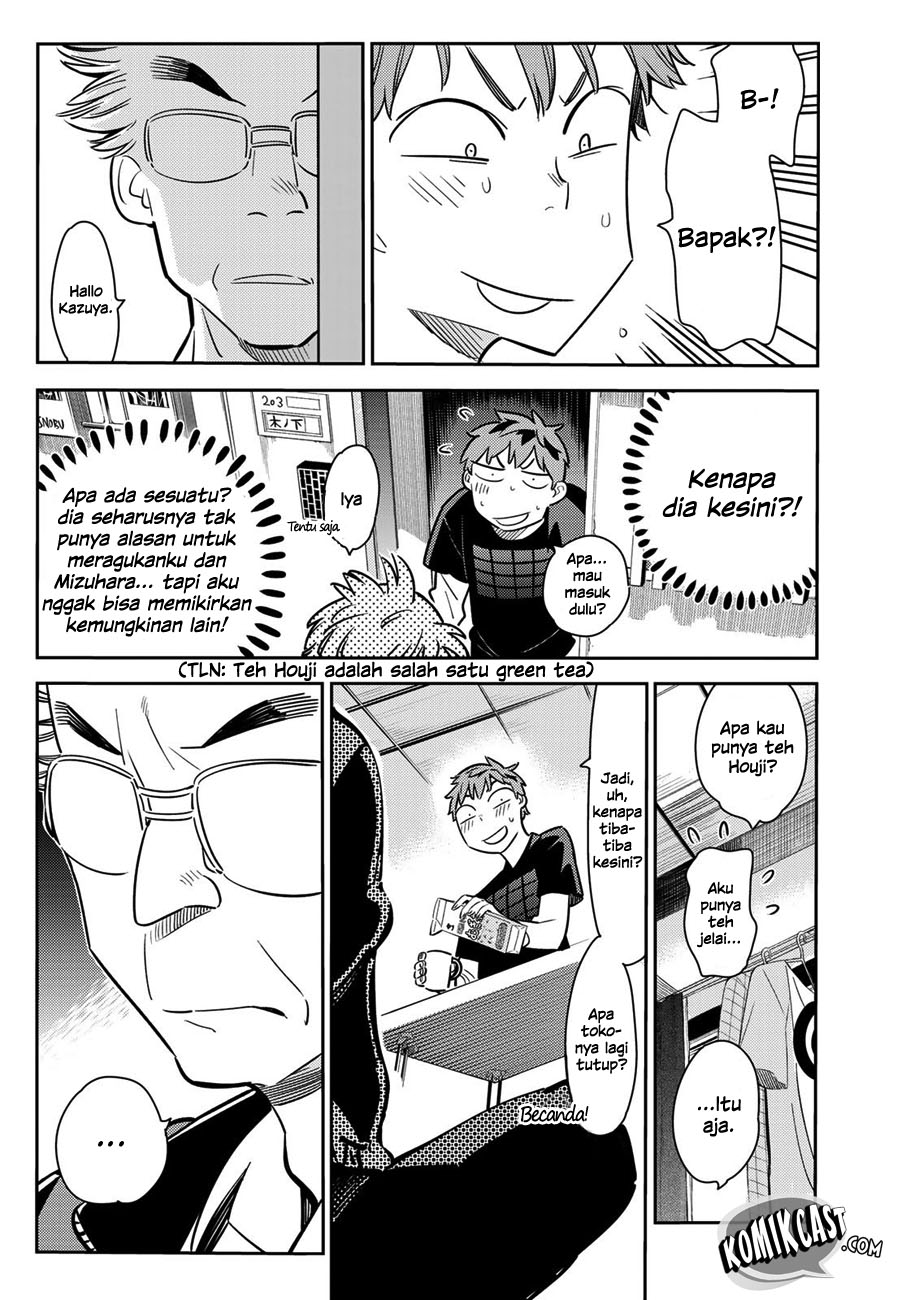 B-!
Bapak?!
Hallo
Kazuya.
Kenapa
dia kesini?!
Apa...
mau
masuk
dulu?
203
木ノ下
Iya
Tentu saja.
SNOBU
Apa ada sesuatu?
dia seharusnya tak
punya alasan untuk
meragukanku dan
Mizuhara... tapi aku
nggak bisa memikirkan
kemungkinan lain!
(TLN: Teh Houji adalah salah satu green tea)
Apa kau
punya teh
Houji?
Aku
punya teh
jelai...
...Itu
aja.
Jadi,
uh,
kenapa
tiba-
tiba
kesini?
Apa
toko-
nya lagi
tutup?
Becanda!
...
KOMIKCAST
.COM